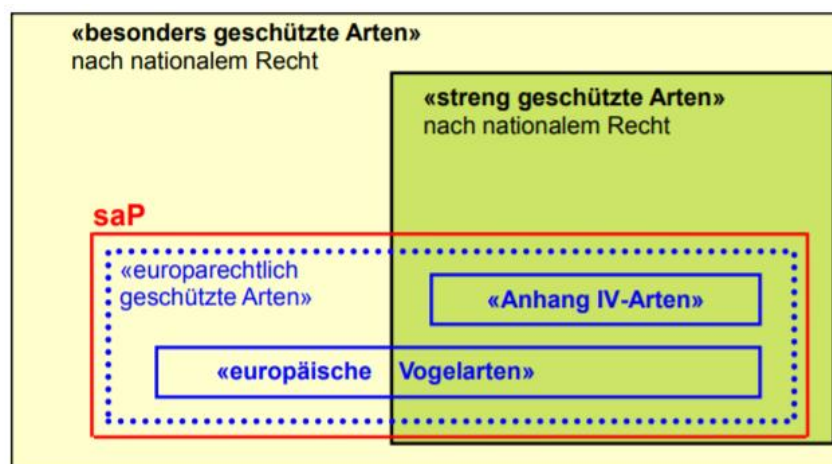 «besonders geschützte Arten»
nach nationalem Recht
«streng geschützte Arten»
nach nationalem Recht
saP
«europarechtlich
geschützte Arten»
«Anhang IV-Arten»
«europäische Vogelarten»